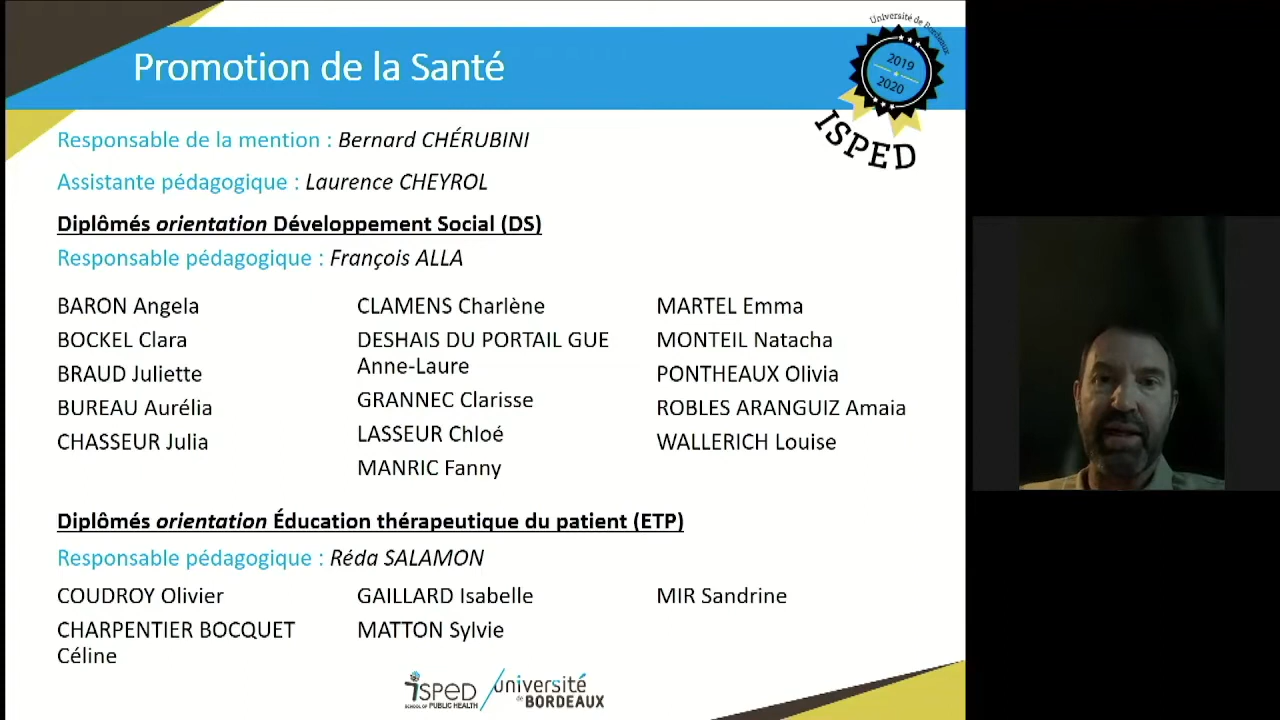 Promotion de la Santé
Université de Bordeaux
2019
2020
ISPED
Responsable de la mention : Bernard CHÉRUBINI
Assistante pédagogique : Laurence CHEYROL
Diplômés orientation Développement Social (DS)
Responsable pédagogique : François ALLA
BARON Angela
BOCKEL Clara
BRAUD Juliette
BUREAU Aurélia
CHASSEUR Julia
CLAMENS Charlène
DESHAIS DU PORTAIL GUE
Anne-Laure
GRANNEC Clarisse
LASSEUR Chloé
MANRIC Fanny
MARTEL Emma
MONTEIL Natacha
PONTHEAUX Olivia
ROBLES ARANGUIZ Amaia
WALLERICH Louise
Diplômés orientation Éducation thérapeutique du patient (ETP)
Responsable pédagogique : Réda SALAMON
COUDROY Olivier
CHARPENTIER BOCQUET
Céline
GAILLARD Isabelle
MATTON Sylvie
MIR Sandrine
isped
SCHOOL OF PUBLIC HEALTH
université
de BORDEAUX